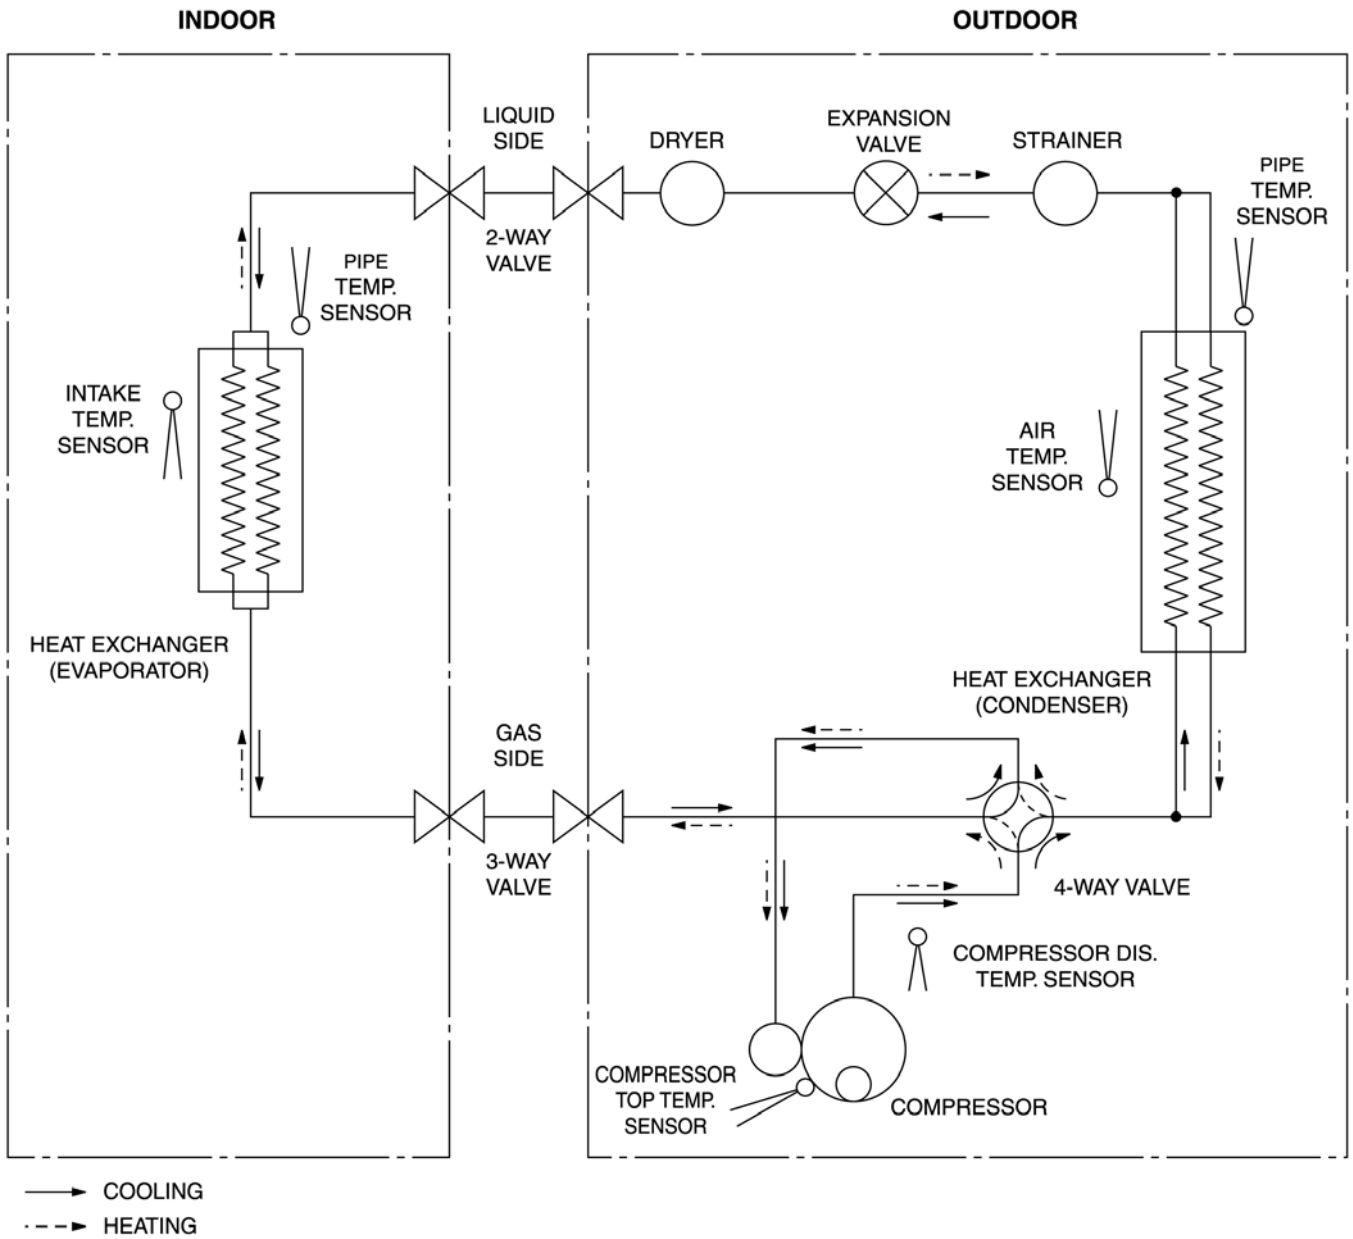 INDOOR
OUTDOOR
LIQUID
SIDE
DRYER
EXPANSION
VALVE
STRAINER
PIPE
TEMP.
SENSOR
2-WAY
VALVE
PIPE
TEMP.
SENSOR
INTAKE
TEMP.
SENSOR
AIR
TEMP.
SENSOR
HEAT EXCHANGER
(EVAPORATOR)
HEAT EXCHANGER
(CONDENSER)
GAS
SIDE
3-WAY
VALVE
4-WAY VALVE
COMPRESSOR DIS.
TEMP. SENSOR
COMPRESSOR
TOP TEMP.
SENSOR
COMPRESSOR
COOLING
HEATING